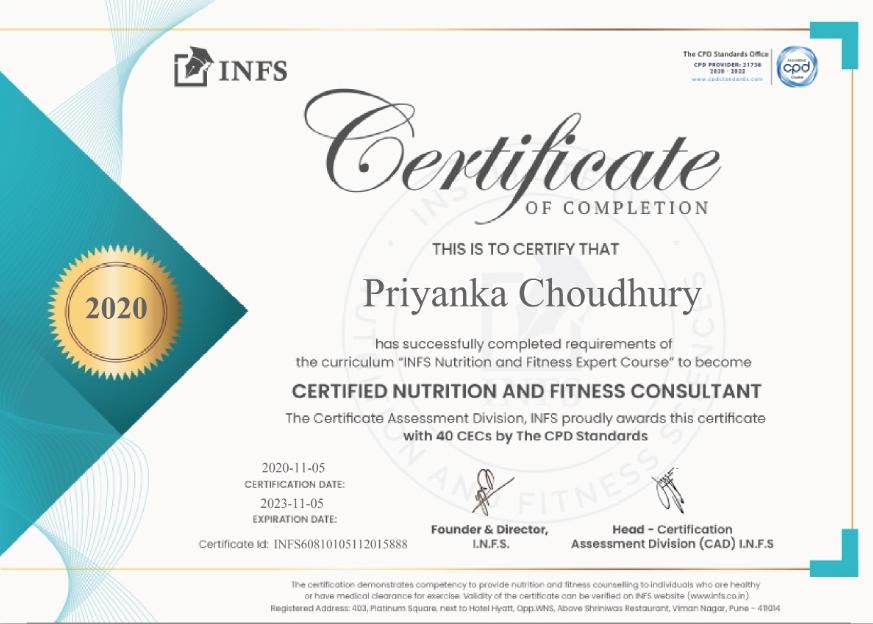 INFS
The CPD Standards Office
CPD PROVIDER: 21738
2020 - 2022
www.cpdstandards.com
cpd
Certificate
OF COMPLETION
THIS IS TO CERTIFY THAT
Priyanka Choudhury
2020
has successfully completed requirements of
the curriculum “INFS Nutrition and Fitness Expert Course” to become
CERTIFIED NUTRITION AND FITNESS CONSULTANT
The Certificate Assessment Division, INFS proudly awards this certificate
with 40 CECs by The CPD Standards
2020-11-05
CERTIFICATION DATE:
2023-11-05
EXPIRATION DATE:
Certificate Id: INFS60810105112015888
Founder & Director,
I.N.F.S.
Head - Certification
Assessment Division (CAD) I.N.F.S
The certification demonstrates competency to provide nutrition and fitness counselling to individuals who are healthy
or have medical clearance for exercise. Validity of the certificate can be verified on INFS website (www.infs.co.in)
Registered Address: 403, Platinum Square, next to Hotel Hyatt, Opp.WNS, Above Shriniwas Restaurant, Viman Nagar, Pune - 411014